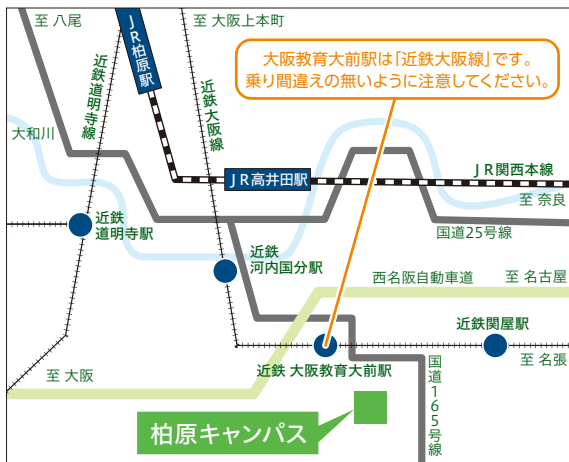 至 八尾
至 大阪上本町
JR柏原駅
近鉄道明寺線
近鉄大阪線
大阪教育大前駅は「近鉄大阪線」です。
乗り間違えの無いように注意してください。
大和川
JR高井田駅
JR関西本線
至 奈良
近鉄
道明寺駅
国道25号線
近鉄
河内国分駅
西名阪自動車道
至 名古屋
近鉄関屋駅
至 名張
近鉄 大阪教育大前駅
至 大阪
国道165号線
柏原キャンパス